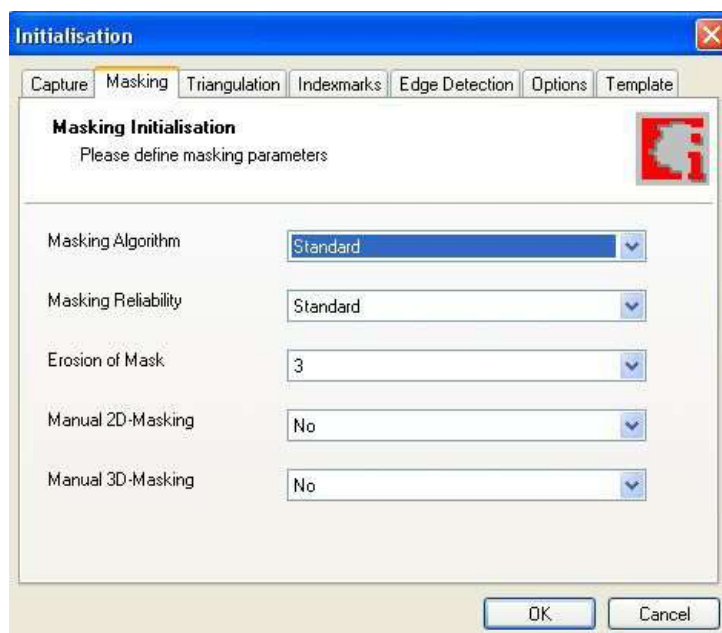 Initialisation
Capture Masking Triangulation Indexmarks Edge Detection Options Template
Masking Initialisation
Please define masking parameters
Masking Algorithm Standard
Masking Reliability Standard
Erosion of Mask 3
Manual 2D-Masking No
Manual 3D-Masking No
OK Cancel